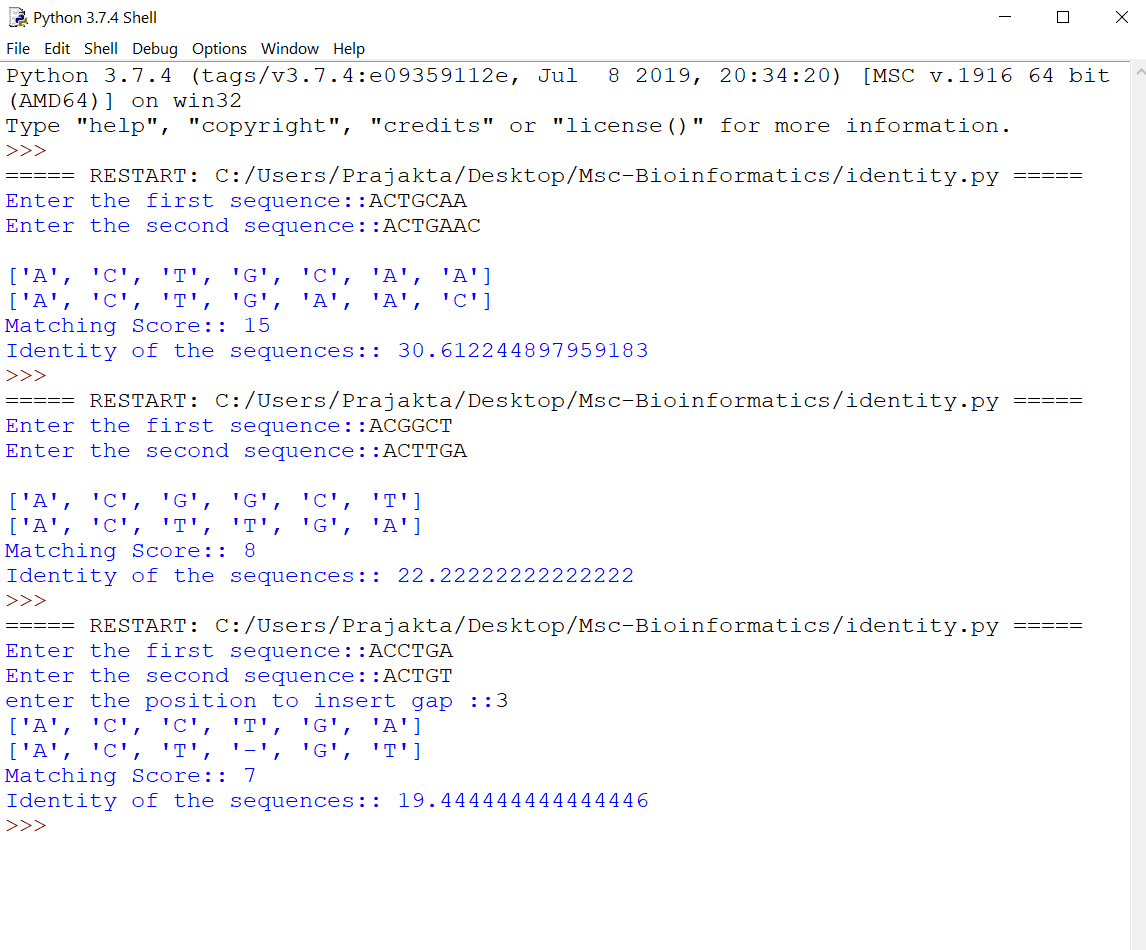 Python 3.7.4 Shell
File Edit Shell Debug Options Window Help
Python 3.7.4 (tags/v3.7.4:e09359112e, Jul  8 2019, 20:34:20) [MSC v.1916 64 bit
(AMD64)] on win32
Type "help", "copyright", "credits" or "license()" for more information.
>>>
===== RESTART: C:/Users/Prajakta/Desktop/Msc-Bioinformatics/identity.py =====
Enter the first sequence::ACTGCAA
Enter the second sequence::ACTGAAC
['A', 'C', 'T', 'G', 'C', 'A', 'A']
['A', 'C', 'T', 'G', 'A', 'A', 'C']
Matching Score:: 15
Identity of the sequences:: 30.612244897959183
>>>
===== RESTART: C:/Users/Prajakta/Desktop/Msc-Bioinformatics/identity.py =====
Enter the first sequence::ACGGCT
Enter the second sequence::ACTTGA
['A', 'C', 'G', 'G', 'C', 'T']
['A', 'C', 'T', 'T', 'G', 'A']
Matching Score:: 8
Identity of the sequences:: 22.22222222222222
>>>
===== RESTART: C:/Users/Prajakta/Desktop/Msc-Bioinformatics/identity.py =====
Enter the first sequence::ACCTGA
Enter the second sequence::ACTGT
enter the position to insert gap ::3
['A', 'C', 'C', 'T', 'G', 'A']
['A', 'C', 'T', '-', 'G', 'T']
Matching Score:: 7
Identity of the sequences:: 19.444444444444446
>>>